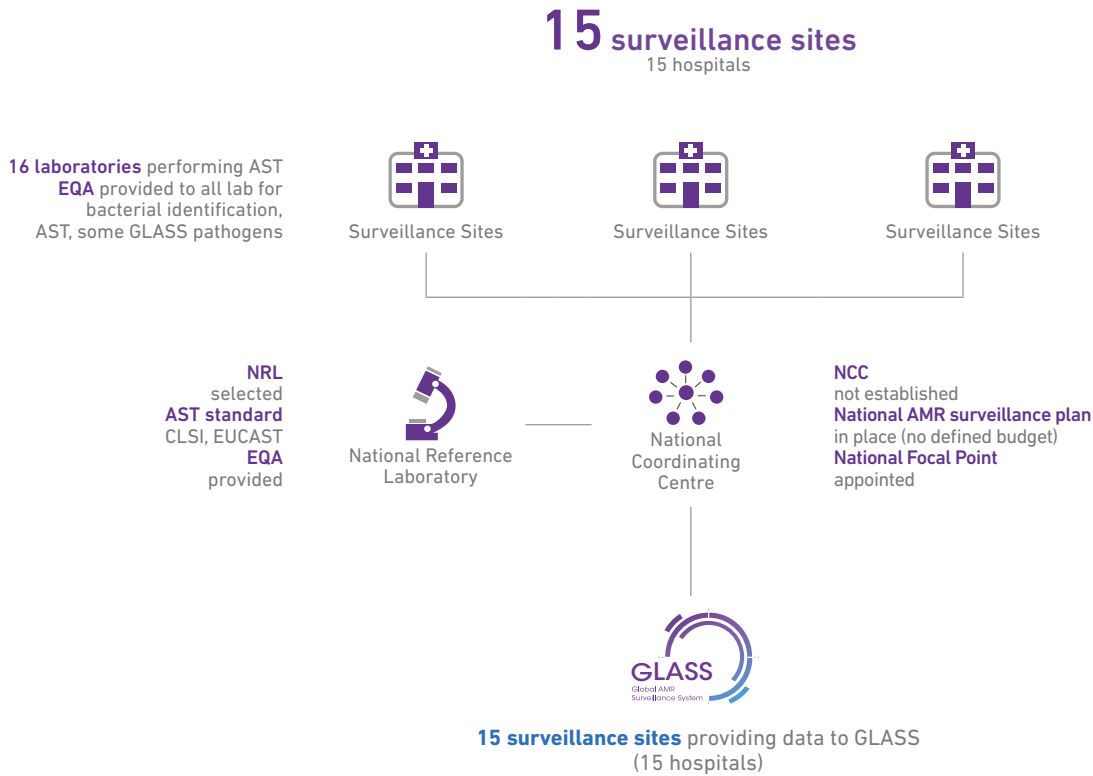 15 surveillance sites
15 hospitals
16 laboratories performing AST
EQA provided to all lab for
bacterial identification,
AST, some GLASS pathogens
Surveillance Sites
Surveillance Sites
Surveillance Sites
NRL
selected
AST standard
CLSI, EUCAST
EQA
provided
National Reference
Laboratory
National
Coordinating
Centre
NCC
not established
National AMR surveillance plan
in place (no defined budget)
National Focal Point
appointed
GLASS
Global AMR
Surveillance System
15 surveillance sites providing data to GLASS
(15 hospitals)